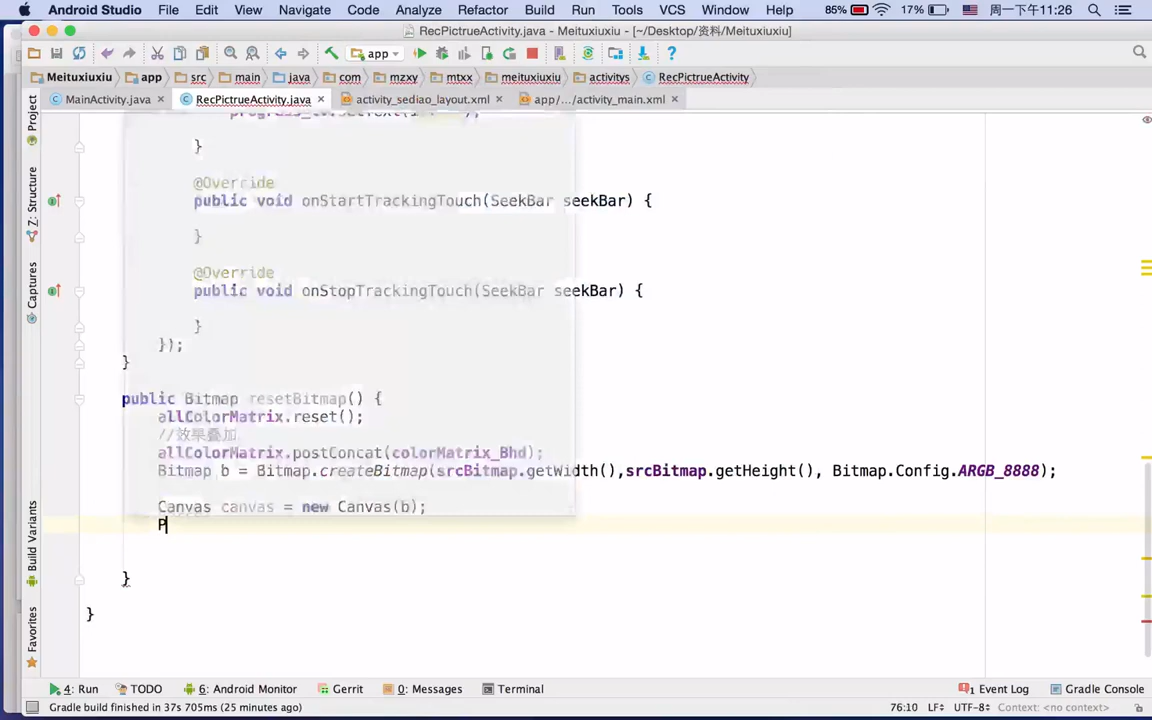 Android Studio File Edit View Navigate Code Analyze Refactor Build Run Tools VCS Window Help 85% 17% 周一下午11:26
RecPictrueActivity.java - Meituxiuxiu - [~/Desktop/资料/Meituxiuxiu]
app
Meituxiuxiu app src main java com mzxy mtxx meituxiuxiu activitys RecPictrueActivity
MainActivity.java RecPictrueActivity.java activity_sediao_layout.xml app/.../activity_main.xml
Project
Z: Structure
Captures
Build Variants
Favorites
}
@Override
public void onStartTrackingTouch(SeekBar seekBar) {
}
@Override
public void onStopTrackingTouch(SeekBar seekBar) {
}
});
}
public Bitmap resetBitmap() {
allColorMatrix.reset();
//效果叠加
allColorMatrix.postConcat(colorMatrix_Bhd);
Bitmap b = Bitmap.createBitmap(srcBitmap.getWidth(),srcBitmap.getHeight(), Bitmap.Config.ARGB_8888);
Canvas canvas = new Canvas(b);
P
}
}
4: Run TODO 6: Android Monitor Gerrit 0: Messages Terminal 1 Event Log Gradle Console
Gradle build finished in 37s 705ms (25 minutes ago) 76:10 LF÷ UTF-8÷ Context: <no context>